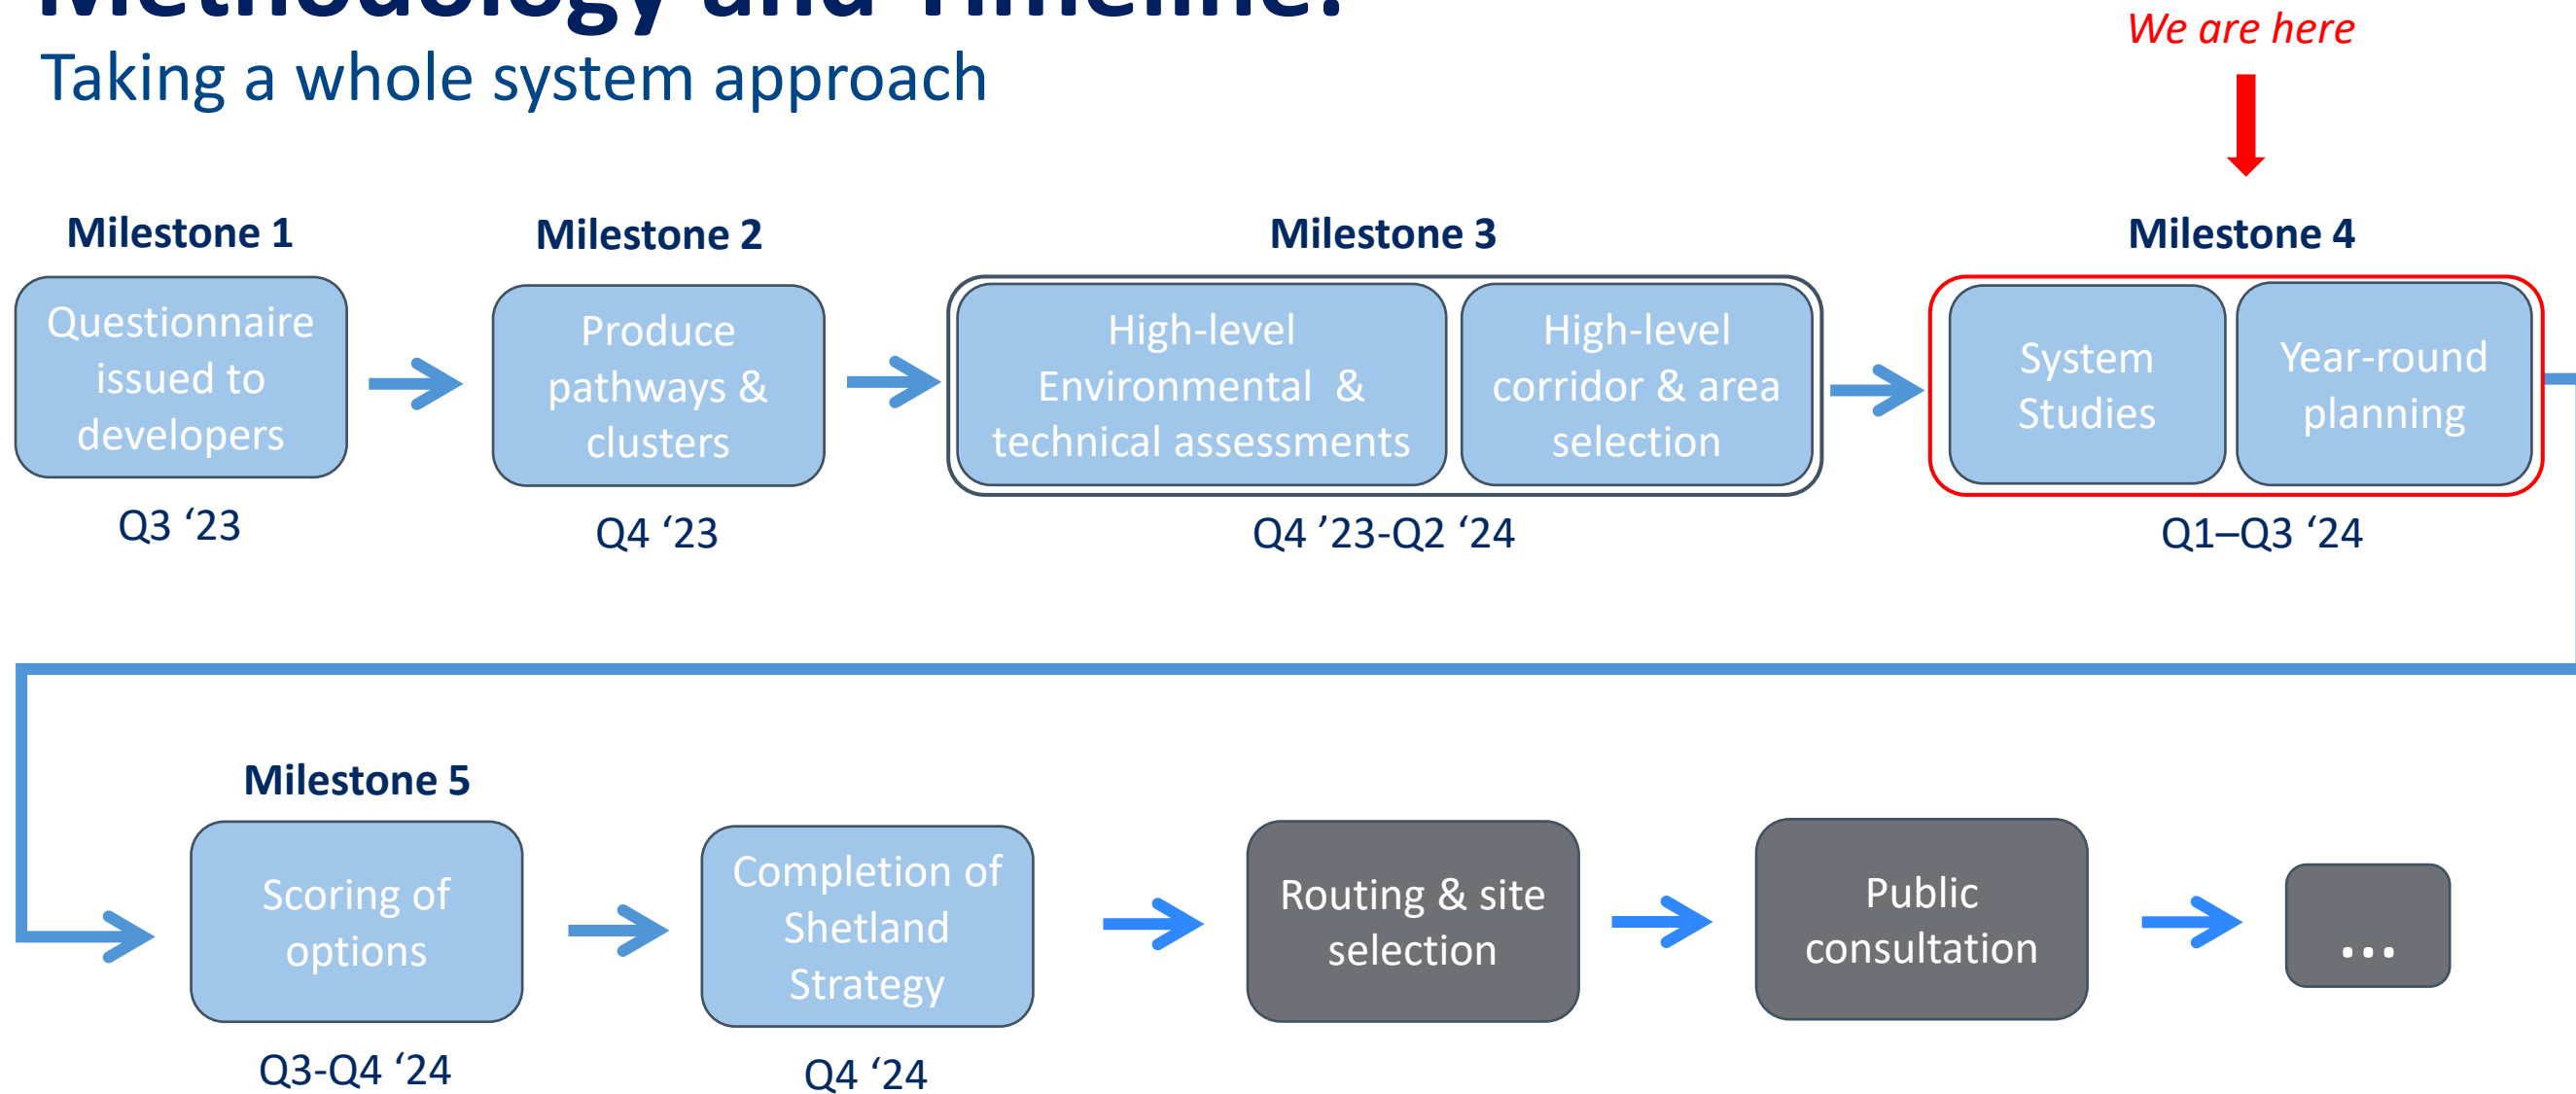 Methodology and Timeline:
Taking a whole system approach
We are here
Milestone 1
Questionnaire
issued to
developers
Q3 ‘23
Milestone 2
Produce
pathways &
clusters
Q4 ‘23
Milestone 3
High-level
Environmental &
technical assessments
High-level
corridor & area
selection
Q4 ’23-Q2 ‘24
Milestone 4
System
Studies
Year-round
planning
Q1–Q3 ‘24
Milestone 5
Scoring of
options
Q3-Q4 ‘24
Completion of
Shetland
Strategy
Q4 ‘24
Routing & site
selection
Public
consultation
...